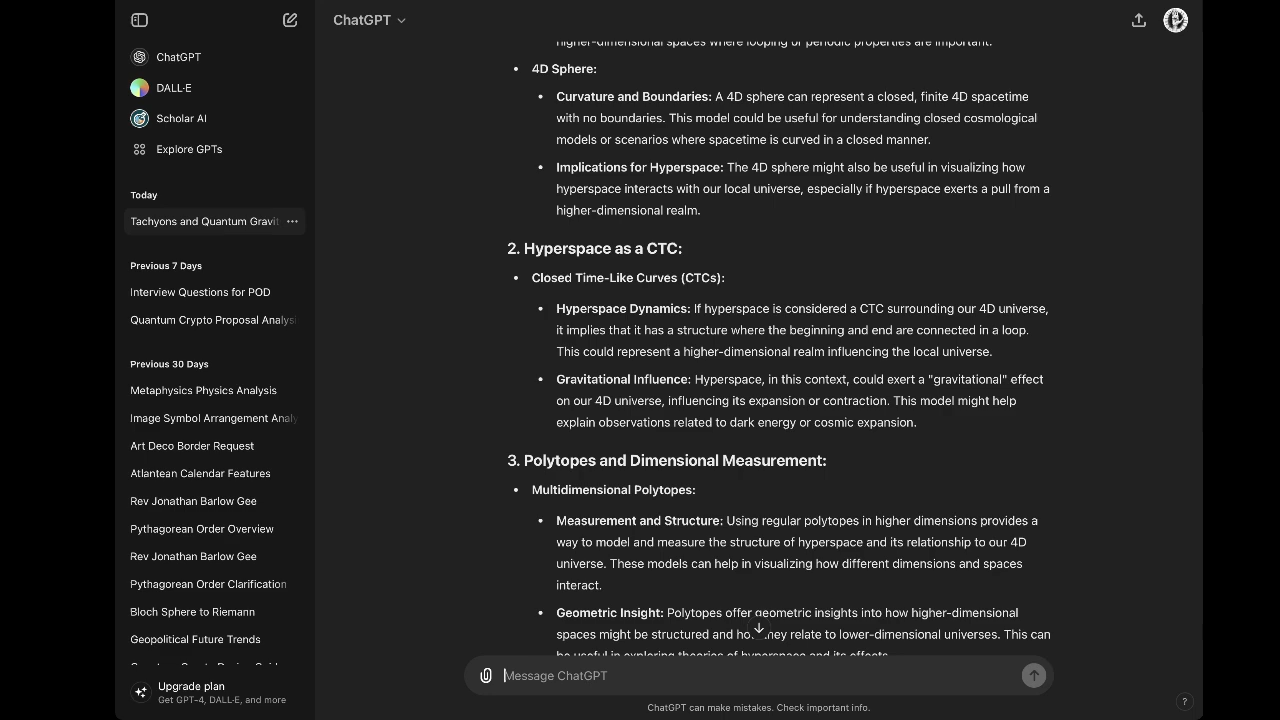 ChatGPT
ChatGPT
DALL·E
Scholar AI
Explore GPTs
Today
Tachyons and Quantum Gravit
Previous 7 Days
Interview Questions for POD
Quantum Crypto Proposal Analysi
Previous 30 Days
Metaphysics Physics Analysis
Image Symbol Arrangement Analy
Art Deco Border Request
Atlantean Calendar Features
Rev Jonathan Barlow Gee
Pythagorean Order Overview
Rev Jonathan Barlow Gee
Pythagorean Order Clarification
Bloch Sphere to Riemann
Geopolitical Future Trends
Upgrade plan
Get GPT-4, DALL·E, and more
higher-dimensional spaces where looping or periodic properties are important.
• 4D Sphere:
• Curvature and Boundaries: A 4D sphere can represent a closed, finite 4D spacetime
with no boundaries. This model could be useful for understanding closed cosmological
models or scenarios where spacetime is curved in a closed manner.
• Implications for Hyperspace: The 4D sphere might also be useful in visualizing how
hyperspace interacts with our local universe, especially if hyperspace exerts a pull from a
higher-dimensional realm.
2. Hyperspace as a CTC:
• Closed Time-Like Curves (CTCs):
• Hyperspace Dynamics: If hyperspace is considered a CTC surrounding our 4D universe,
it implies that it has a structure where the beginning and end are connected in a loop.
This could represent a higher-dimensional realm influencing the local universe.
• Gravitational Influence: Hyperspace, in this context, could exert a "gravitational" effect
on our 4D universe, influencing its expansion or contraction. This model might help
explain observations related to dark energy or cosmic expansion.
3. Polytopes and Dimensional Measurement:
• Multidimensional Polytopes:
• Measurement and Structure: Using regular polytopes in higher dimensions provides a
way to model and measure the structure of hyperspace and its relationship to our 4D
universe. These models can help in visualizing how different dimensions and spaces
interact.
• Geometric Insight: Polytopes offer geometric insights into how higher-dimensional
spaces might be structured and how they relate to lower-dimensional universes. This can
be useful in exploring theories of hyperspace and its effects.
Message ChatGPT
ChatGPT can make mistakes. Check important info.
?